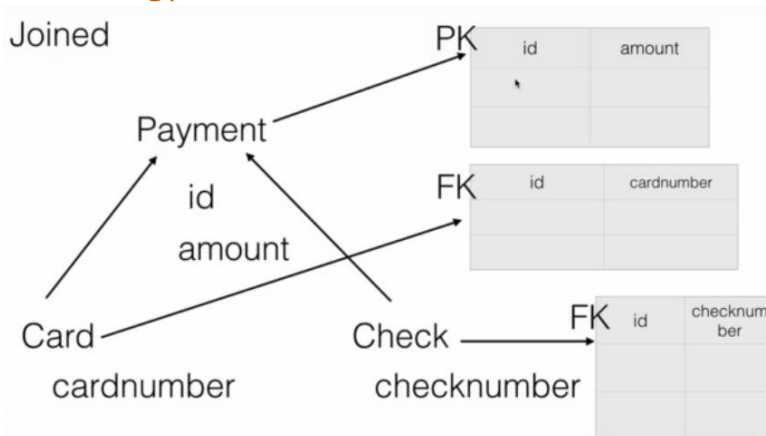 Joined
PK
id
amount
Payment
id
amount
FK
id
cardnumber
Card
cardnumber
Check
checknumber
FK
id
checknum
ber